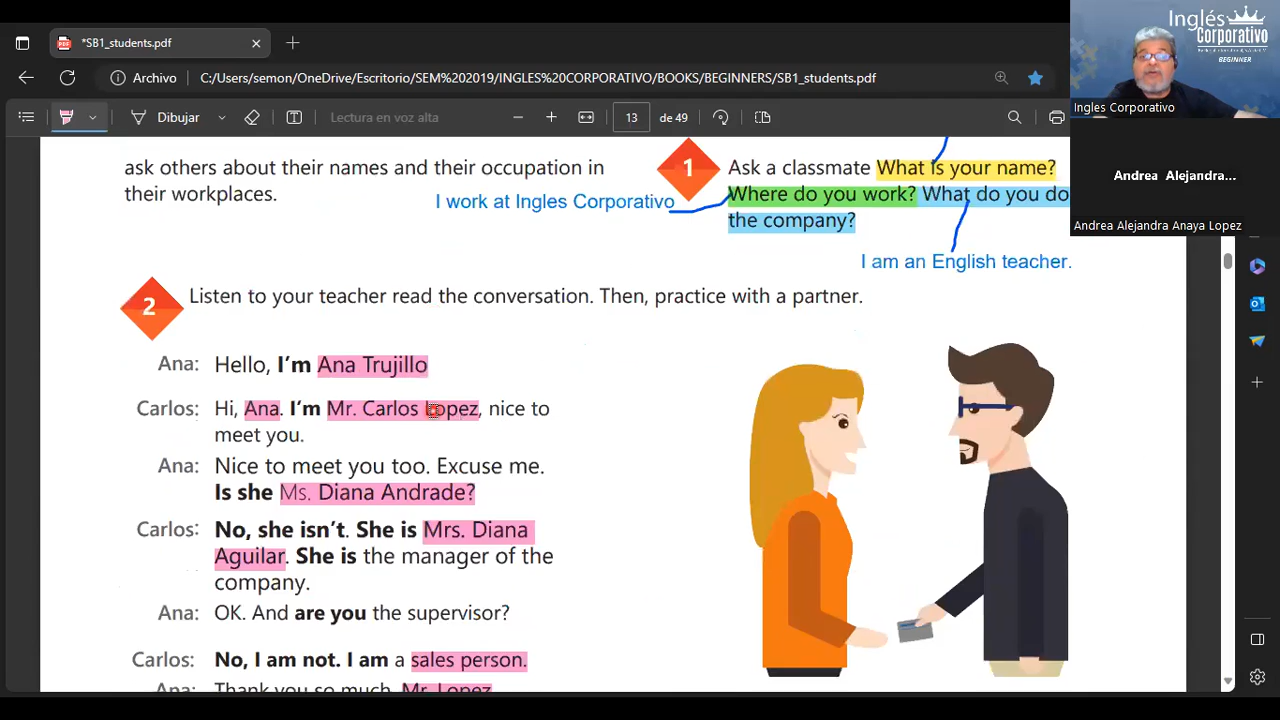 *SB1_students.pdf
Archivo
C:/Users/semon/OneDrive/Escritorio/SEM%202019/INGLES%20CORPORATIVO/BOOKS/BEGINNERS/SB1_students.pdf
Dibujar
Lectura en voz alta
13
de 49
Inglés
Corporativo
BEGINNER
Ingles Corporativo
Andrea Alejandra...
Andrea Alejandra Anaya Lopez
ask others about their names and their occupation in
their workplaces.
I work at Ingles Corporativo
1
Ask a classmate What is your name?
Where do you work? What do you do
the company?
I am an English teacher.
2
Listen to your teacher read the conversation. Then, practice with a partner.
Ana: Hello, I'm Ana Trujillo
Carlos: Hi, Ana. I'm Mr. Carlos Lopez, nice to
meet you.
Ana: Nice to meet you too. Excuse me.
Is she Ms. Diana Andrade?
Carlos: No, she isn't. She is Mrs. Diana
Aguilar. She is the manager of the
company.
Ana: OK. And are you the supervisor?
Carlos: No, I am not. I am a sales person.
Ana: Thank you so much, Mr. Lopez